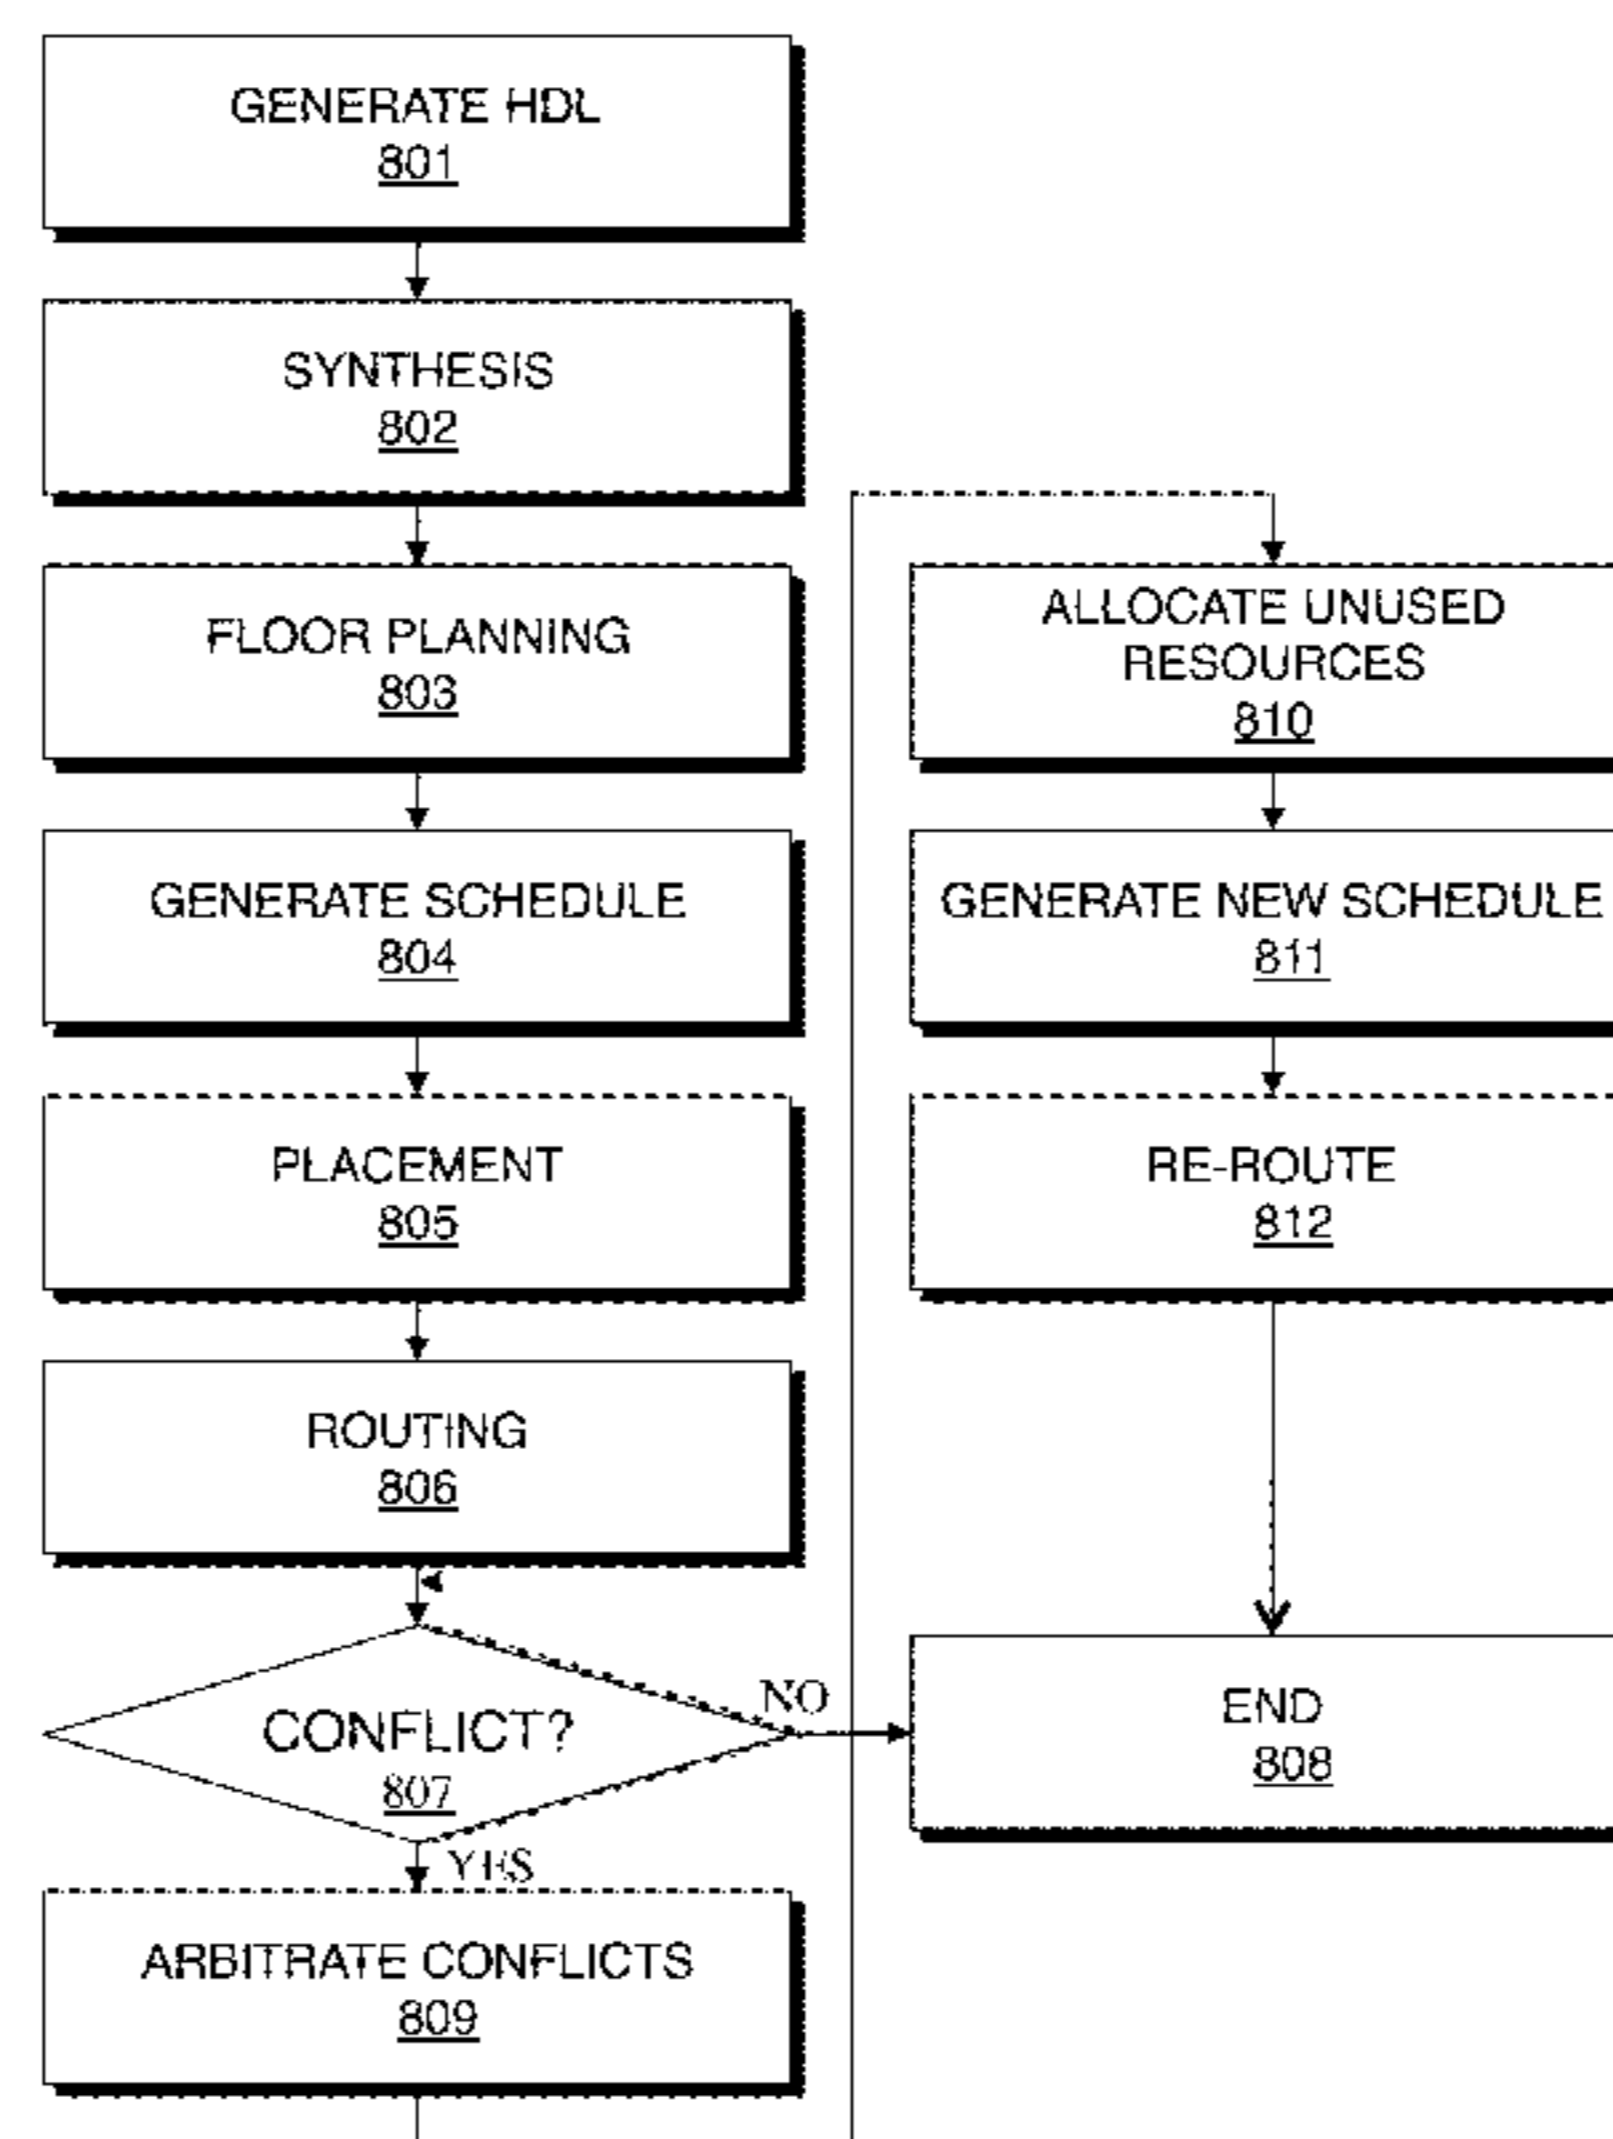 GENERATE HDL
801
SYNTHESIS
802
FLOOR PLANNING
803
GENERATE SCHEDULE
804
PLACEMENT
805
ROUTING
806
CONFLICT?
807
NO
YES
ARBITRATE CONFLICTS
809
ALLOCATE UNUSED
RESOURCES
810
GENERATE NEW SCHEDULE
811
RE-ROUTE
812
END
808